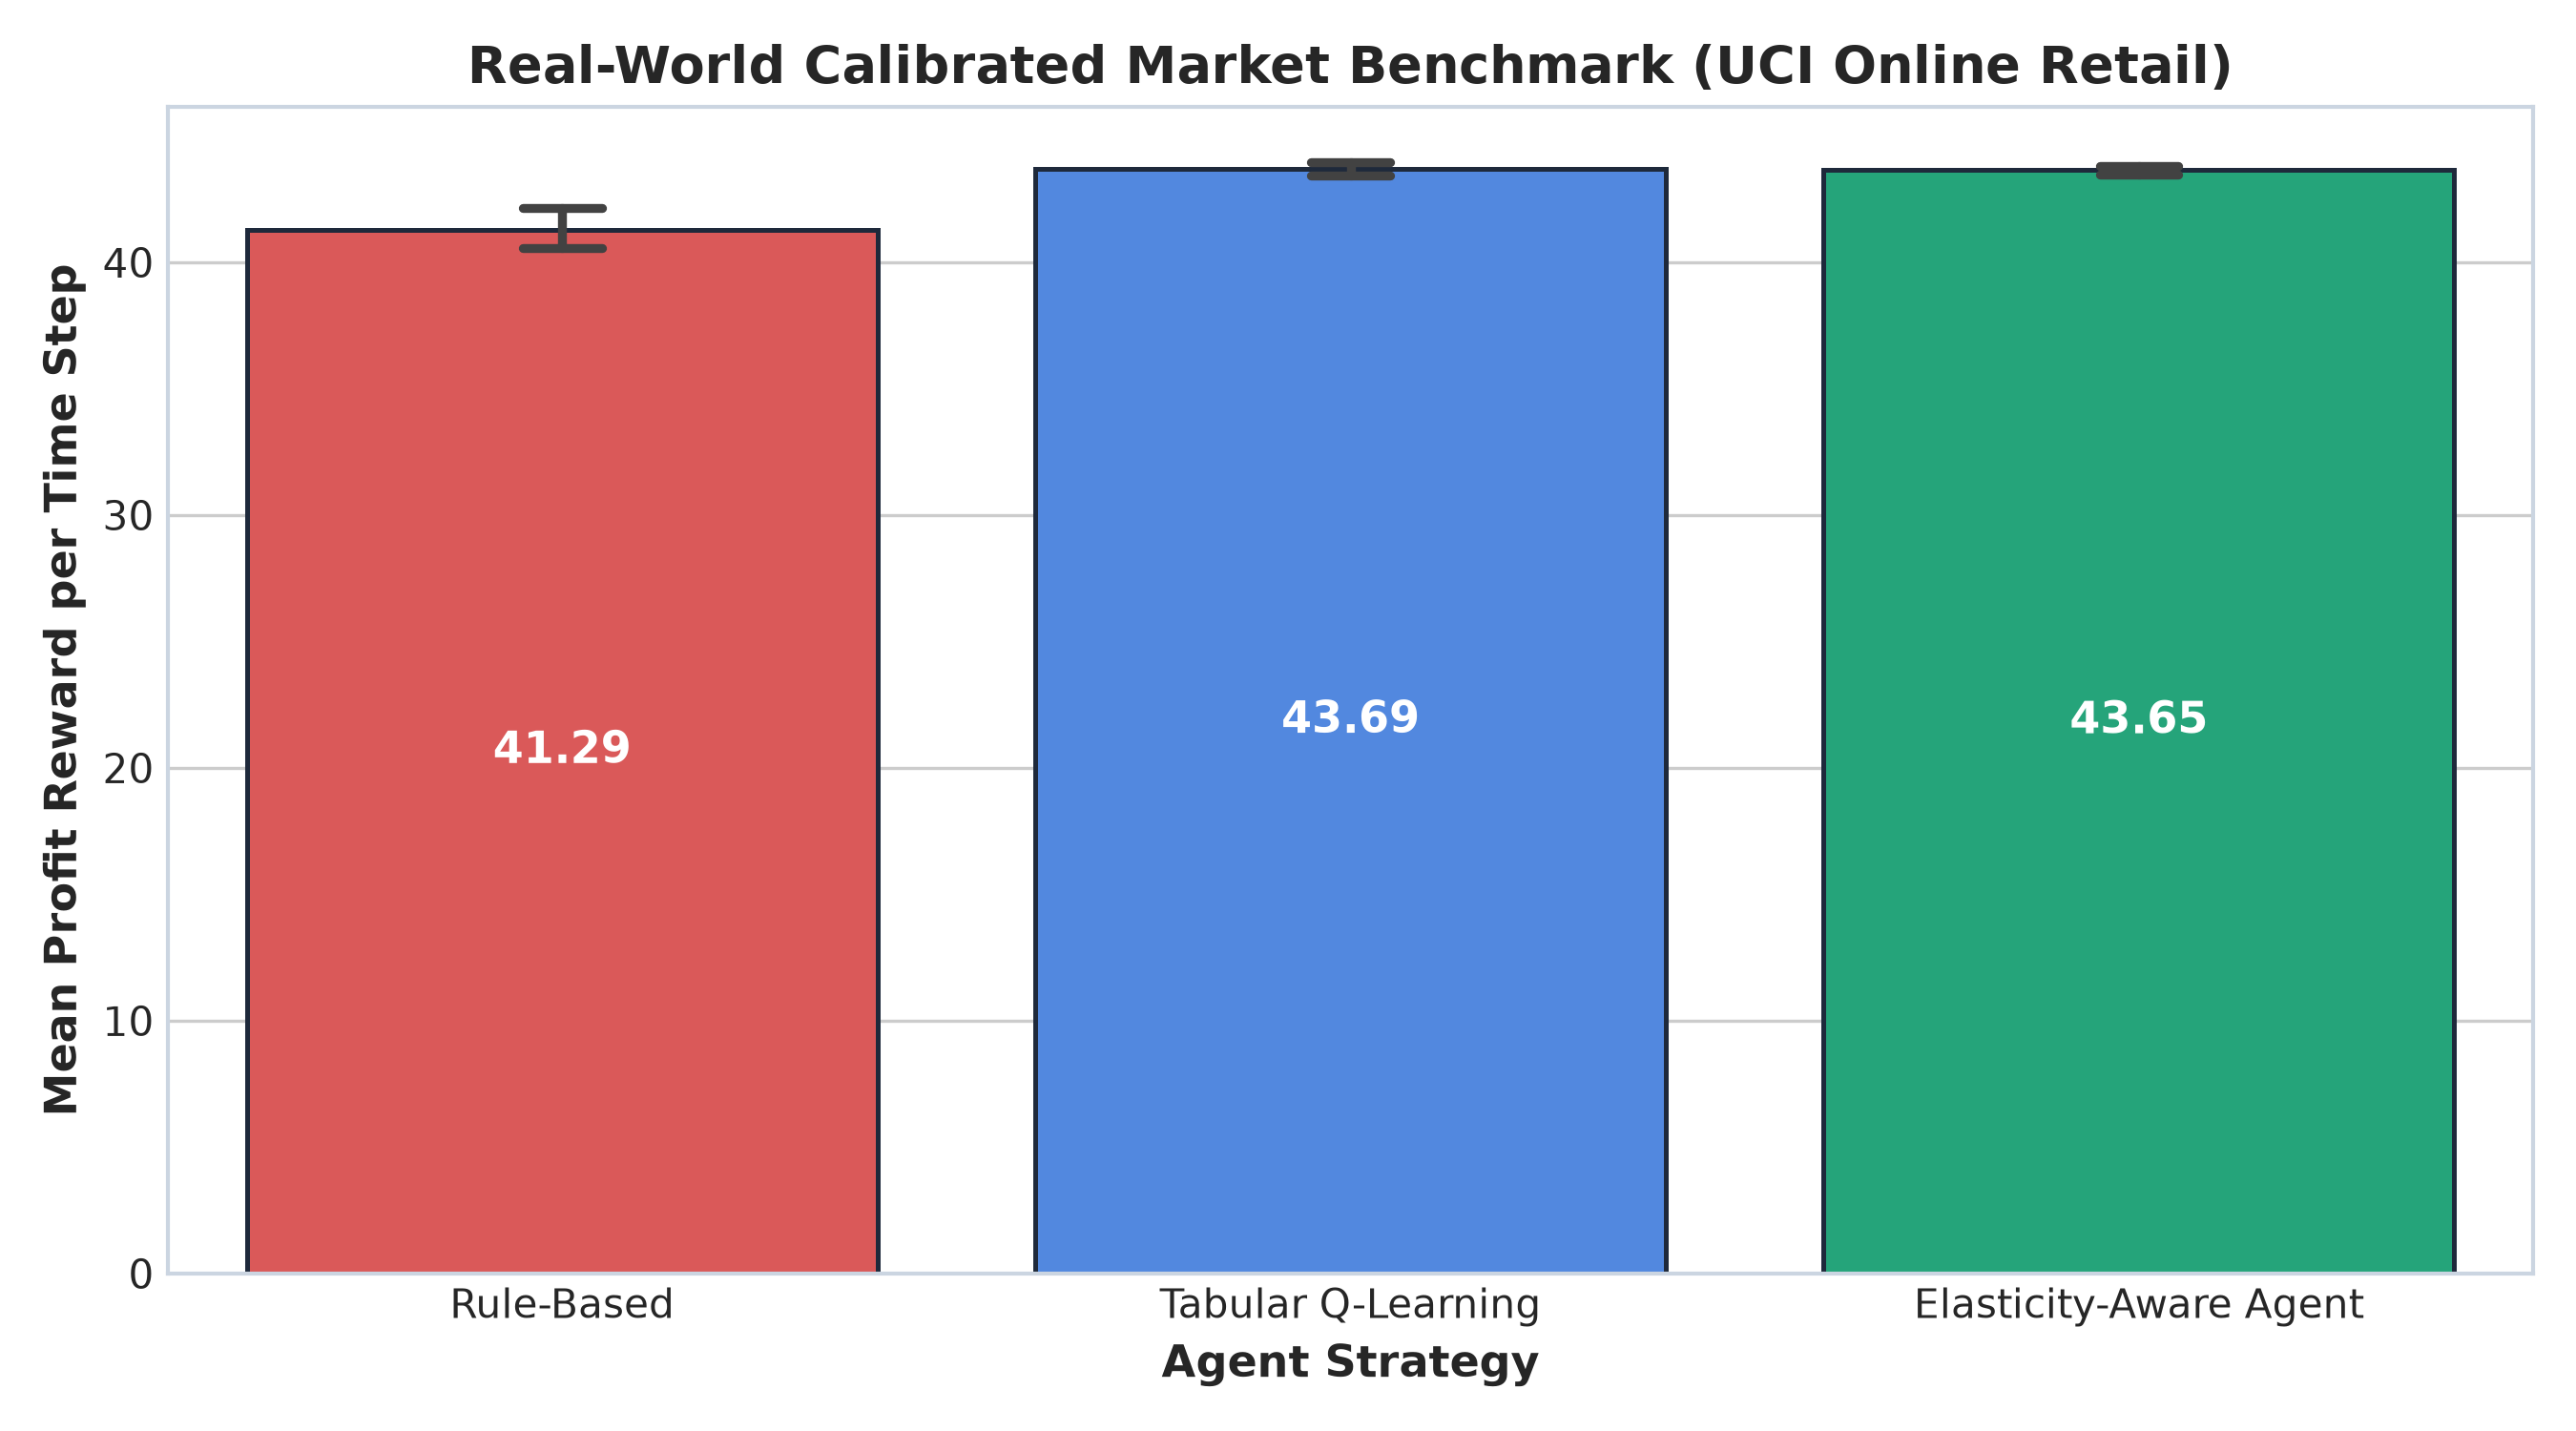 Real-World Calibrated Market Benchmark (UCI Online Retail)
Mean Profit Reward per Time Step
40
30
20
10
0
41.29
43.69
43.65
Rule-Based
Tabular Q-Learning
Elasticity-Aware Agent
Agent Strategy